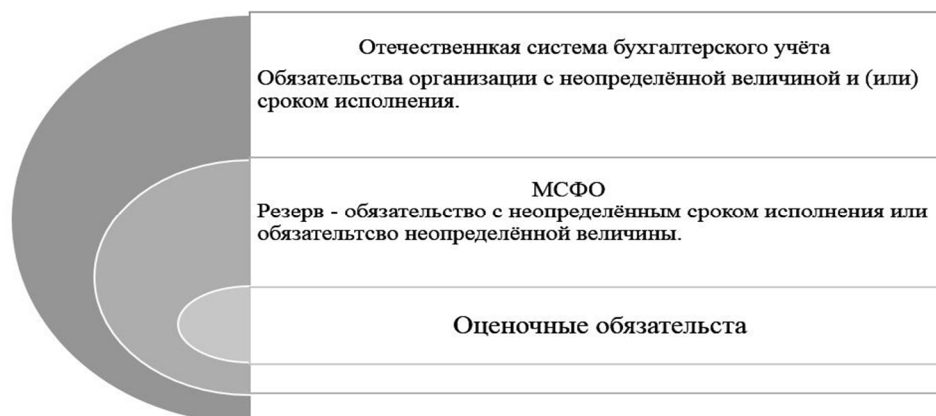 Отечественнкая система бухгалтерского учёта
Обязательства организации с неопределённой величиной и (или)
сроком исполнения.
МСФО
Резерв - обязательство с неопределённым сроком исполнения или
обязательтсво неопределённой величины.
Оценочные обязательста